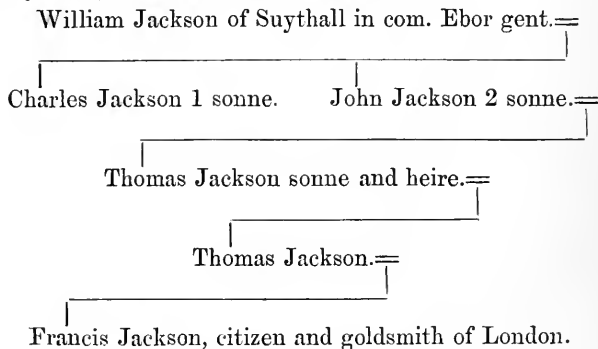 William Jackson of Suythall in com. Ebor gent.=
Charles Jackson 1 sonne. John Jackson 2 sonne.=
Thomas Jackson sonne and heire.=
Thomas Jackson.=
Francis Jackson, citizen and goldsmith of London.